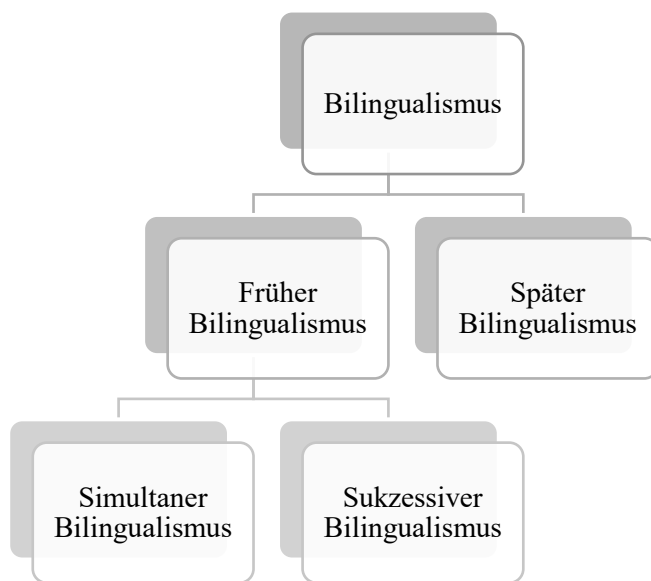 Bilingualismus
Früher
Bilingualismus
Später
Bilingualismus
Simultaner
Bilingualismus
Sukzessiver
Bilingualismus